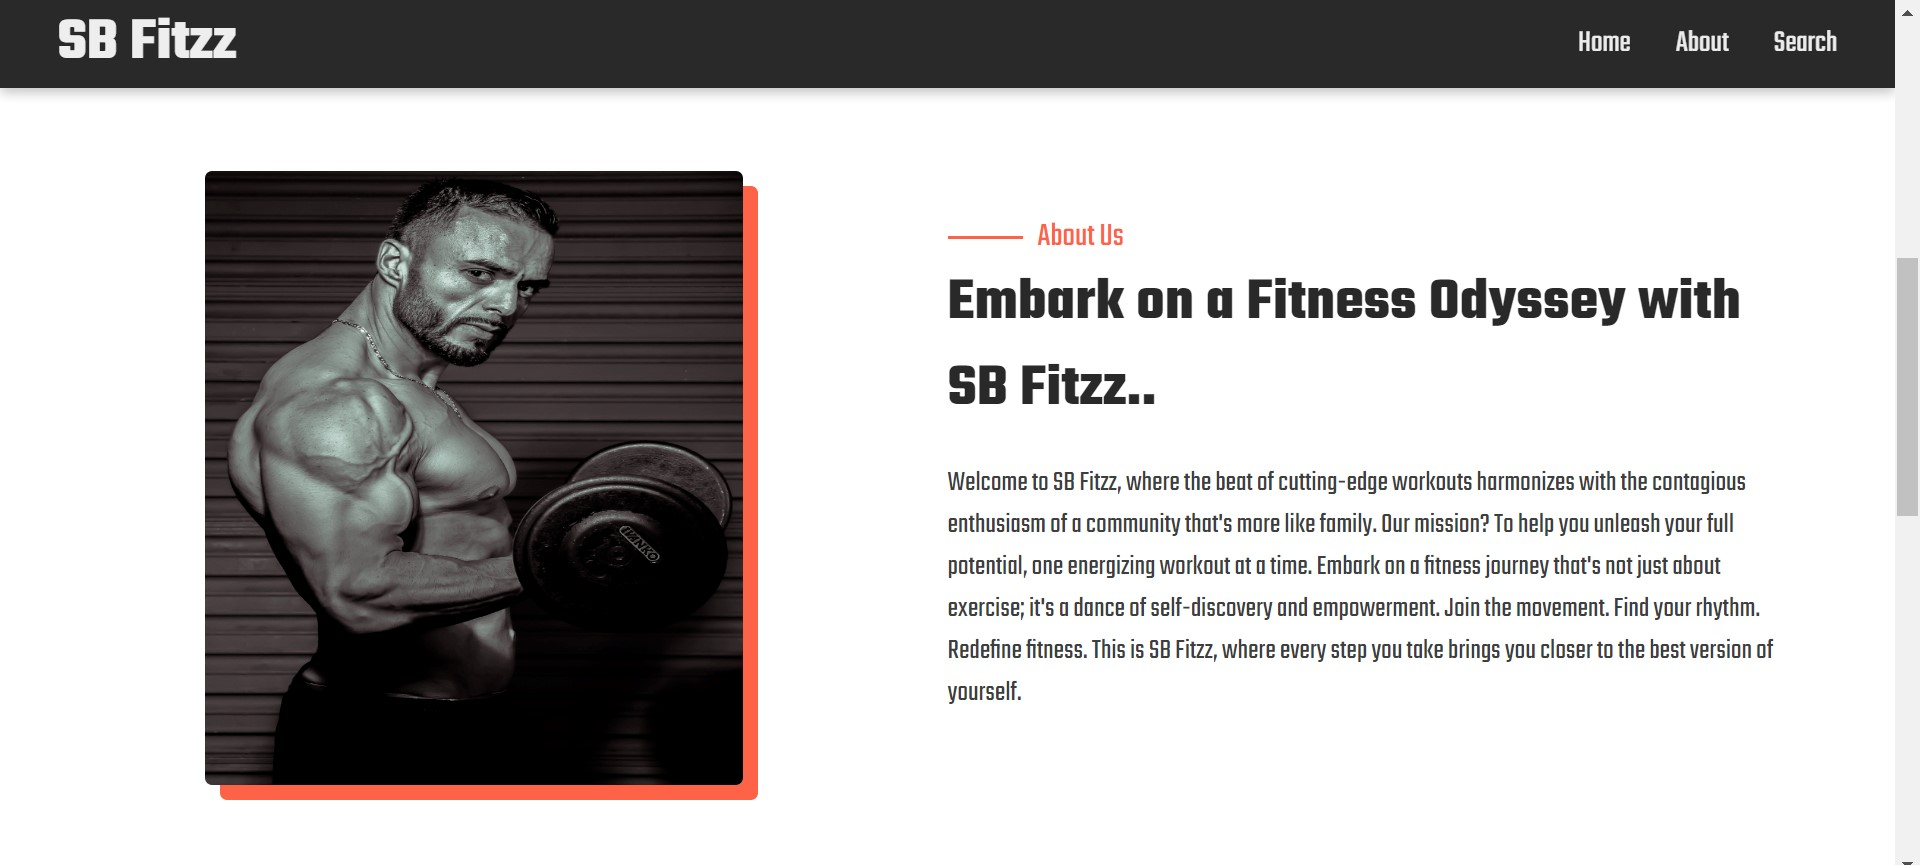 SB Fitzz
Home
About
Search
About Us
Embark on a Fitness Odyssey with
SB Fitzz..
Welcome to SB Fitzz, where the beat of cutting-edge workouts harmonizes with the contagious
enthusiasm of a community that's more like family. Our mission? To help you unleash your full
potential, one energizing workout at a time. Embark on a fitness journey that's not just about
exercise; it's a dance of self-discovery and empowerment. Join the movement. Find your rhythm.
Redefine fitness. This is SB Fitzz, where every step you take brings you closer to the best version of
yourself.